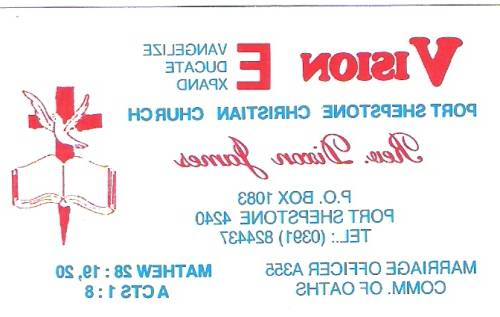 VISION E VANGELIZE
DUCATE
XPAND
PORT SHEPSTONE CHRISTIAN CHURCH
Rev. Dixon James
P.O. BOX 1083
PORT SHEPSTONE 4240
TEL.: (0391) 824437
MARRIAGE OFFICER A355
COMM. OF OATHS
MATHEW 28 : 19, 20
A CTS 1 : 8